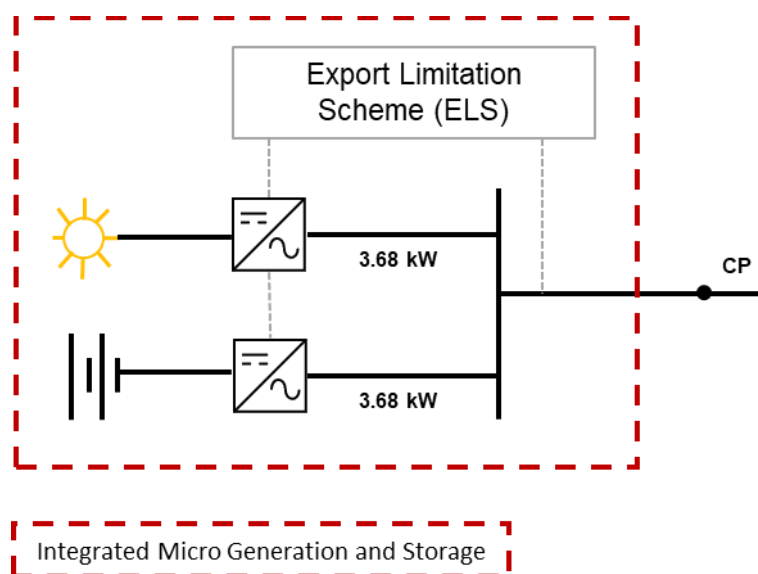 Export Limitation
Scheme (ELS)
3.68 kW
CP
3.68 kW
Integrated Micro Generation and Storage